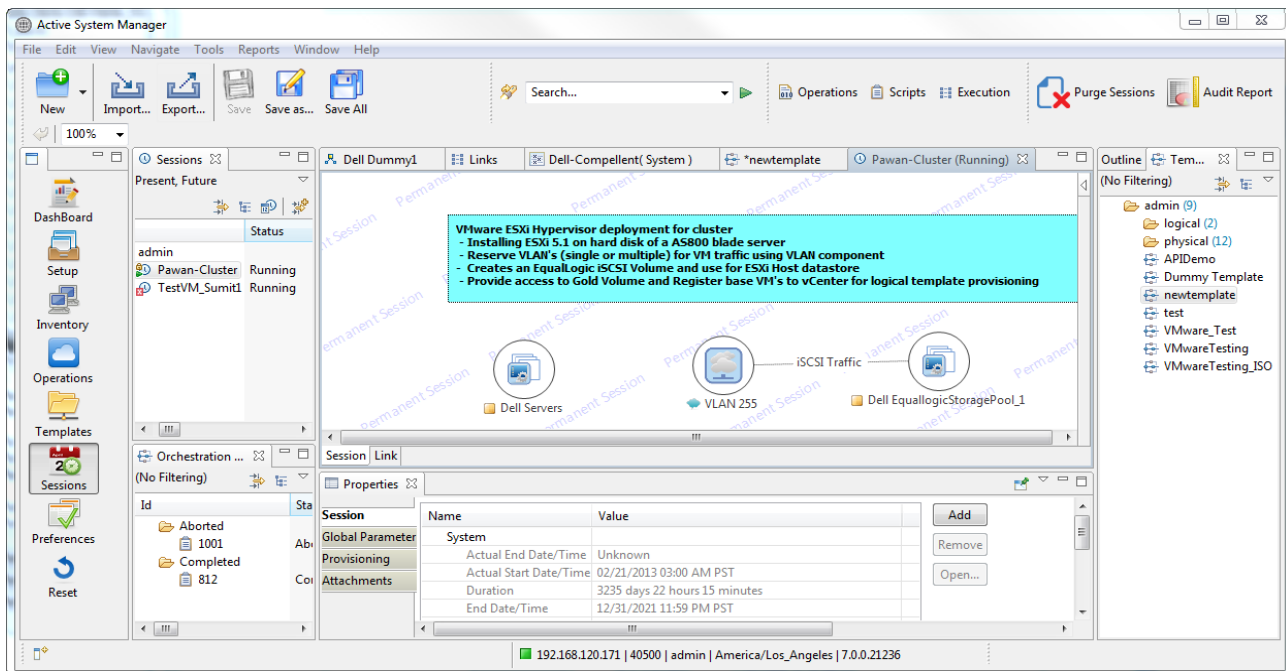 Active System Manager
File Edit View Navigate Tools Reports Window Help
New Import... Export... Save Save as... Save All
Search... Operations Scripts Execution Purge Sessions Audit Report
100%
DashBoard
Setup
Inventory
Operations
Templates
Sessions
Preferences
Reset
Sessions
Present, Future
Status
admin
Pawan-Cluster Running
TestVM_Sumit1 Running
Orchestration ...
(No Filtering)
Id Sta
Aborted
1001
Completed
812
Dell Dummy1 Links Dell-Compellent( System ) *newtemplate Pawan-Cluster (Running)
VMware ESXi Hypervisor deployment for cluster
- Installing ESXi 5.1 on hard disk of a AS800 blade server
- Reserve VLAN's (single or multiple) for VM traffic using VLAN component
- Creates an EqualLogic iSCSI Volume and use for ESXi Host datastore
- Provide access to Gold Volume and Register base VM's to vCenter for logical template provisioning
Permanent Session
iSCSI Traffic
Dell Servers VLAN 255 Dell EquallogicStoragePool_1
Session Link
Properties
Session
Global Parameter
Provisioning
Attachments
Name Value
System
Actual End Date/Time Unknown
Actual Start Date/Time 02/21/2013 03:00 AM PST
Duration 3235 days 22 hours 15 minutes
End Date/Time 12/31/2021 11:59 PM PST
Add
Remove
Open...
Outline Tem...
(No Filtering)
admin (9)
logical (2)
physical (12)
APIDemo
Dummy Template
newtemplate
test
VMware_Test
VMwareTesting
VMwareTesting_ISO
192.168.120.171 | 40500 | admin | America/Los_Angeles | 7.0.0.21236